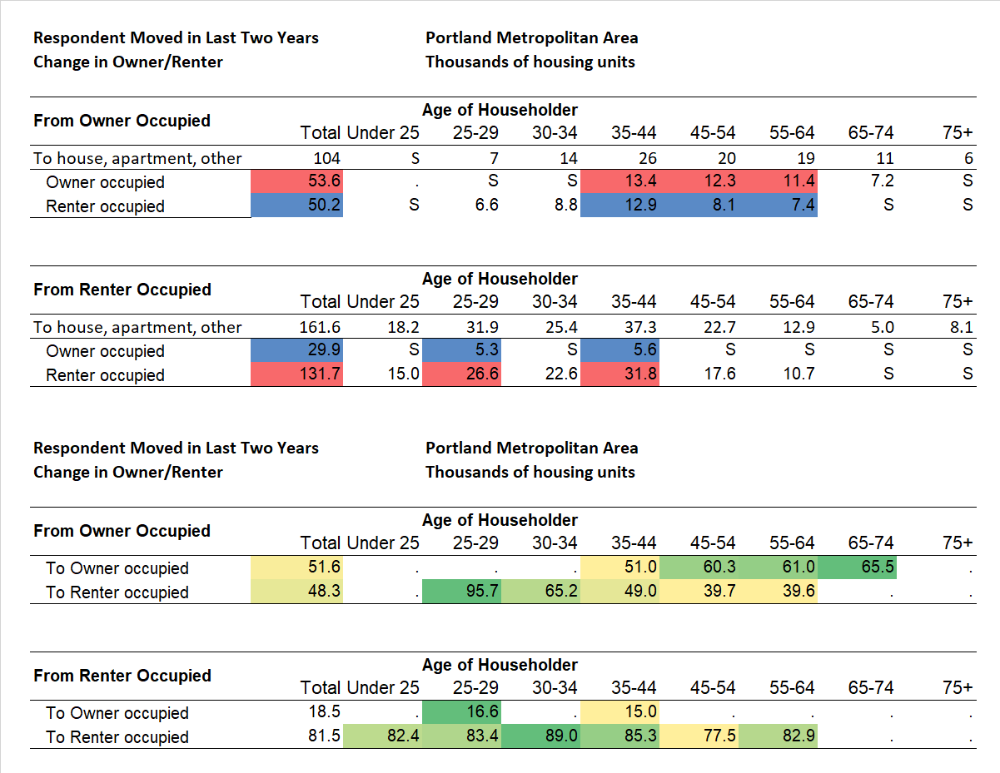 Respondent Moved in Last Two Years Portland Metropolitan Area
Change in Owner/Renter Thousands of housing units
Age of Householder
From Owner Occupied
Total Under 25 25-29 30-34 35-44 45-54 55-64 65-74 75+
To house, apartment, other 104 S 7 14 26 20 19 11 6
Owner occupied 53.6 . S S 13.4 12.3 11.4 7.2 S
Renter occupied 50.2 S 6.6 8.8 12.9 8.1 7.4 S S
Age of Householder
From Renter Occupied
Total Under 25 25-29 30-34 35-44 45-54 55-64 65-74 75+
To house, apartment, other 161.6 18.2 31.9 25.4 37.3 22.7 12.9 5.0 8.1
Owner occupied 29.9 S 5.3 S 5.6 S S S S
Renter occupied 131.7 15.0 26.6 22.6 31.8 17.6 10.7 S S
Respondent Moved in Last Two Years Portland Metropolitan Area
Change in Owner/Renter Thousands of housing units
Age of Householder
From Owner Occupied
Total Under 25 25-29 30-34 35-44 45-54 55-64 65-74 75+
To Owner occupied 51.6 . . . 51.0 60.3 61.0 65.5 .
To Renter occupied 48.3 . 95.7 65.2 49.0 39.7 39.6 . .
Age of Householder
From Renter Occupied
Total Under 25 25-29 30-34 35-44 45-54 55-64 65-74 75+
To Owner occupied 18.5 . 16.6 . 15.0 . . . .
To Renter occupied 81.5 82.4 83.4 89.0 85.3 77.5 82.9 . .